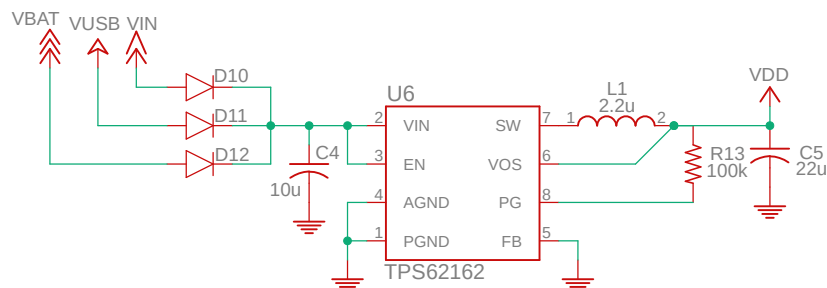 VBAT
VUSB
VIN
D10
D11
D12
C4
10u
U6
2
VIN
3
EN
4
AGND
1
PGND
SW
7
VOS
6
PG
8
FB
5
TPS62162
L1
2.2u
1
2
VDD
R13
100k
C5
22u